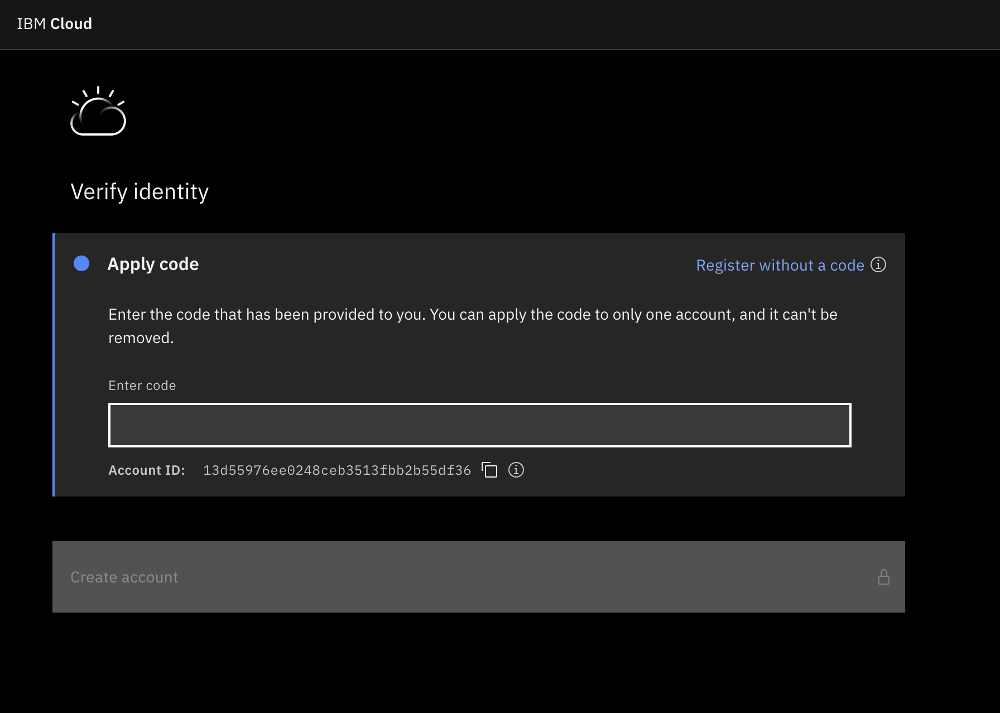 IBM Cloud
Verify identity
Apply code
Register without a code
Enter the code that has been provided to you. You can apply the code to only one account, and it can't be
removed.
Enter code
Account ID: 13d55976ee0248ceb3513fbb2b55df36
Create account